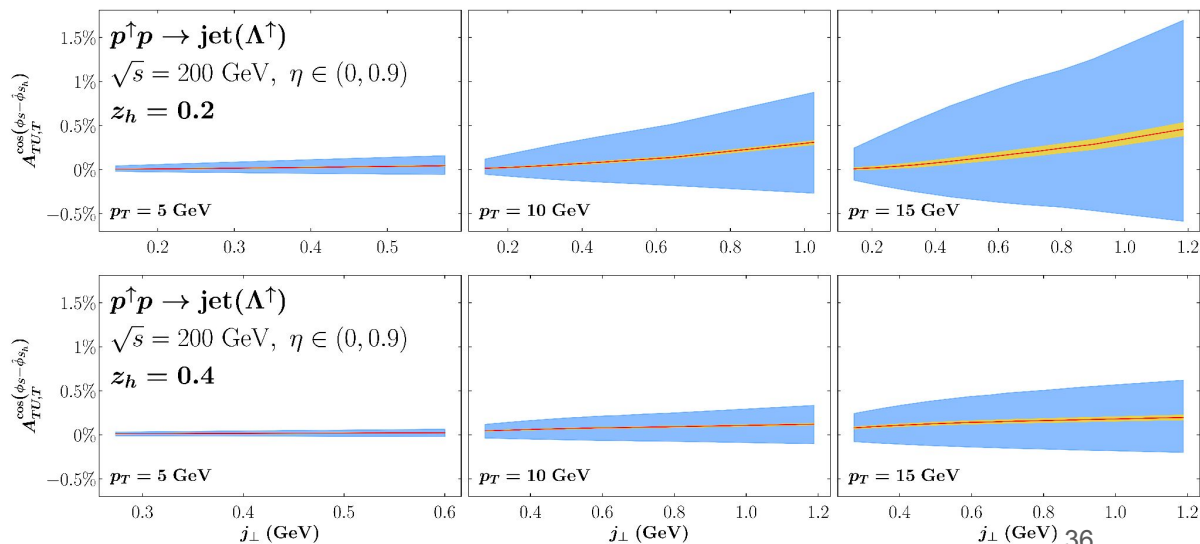 1.5%
1%
0.5%
0%
−0.5%
A_{TU,T}^{cos(φ_S−φ̂_{S_h})}
p↑p → jet(Λ↑)
√s = 200 GeV, η ∈ (0, 0.9)
z_h = 0.2
p_T = 5 GeV
p_T = 10 GeV
p_T = 15 GeV
0.2 0.3 0.4 0.5
0.2 0.4 0.6 0.8 1.0
0.2 0.4 0.6 0.8 1.0 1.2
1.5%
1%
0.5%
0%
−0.5%
A_{TU,T}^{cos(φ_S−φ̂_{S_h})}
p↑p → jet(Λ↑)
√s = 200 GeV, η ∈ (0, 0.9)
z_h = 0.4
p_T = 5 GeV
p_T = 10 GeV
p_T = 15 GeV
0.3 0.4 0.5 0.6
0.2 0.4 0.6 0.8 1.0 1.2
0.2 0.4 0.6 0.8 1.0 1.2
j⊥ (GeV)
j⊥ (GeV)
j⊥ (GeV)
36